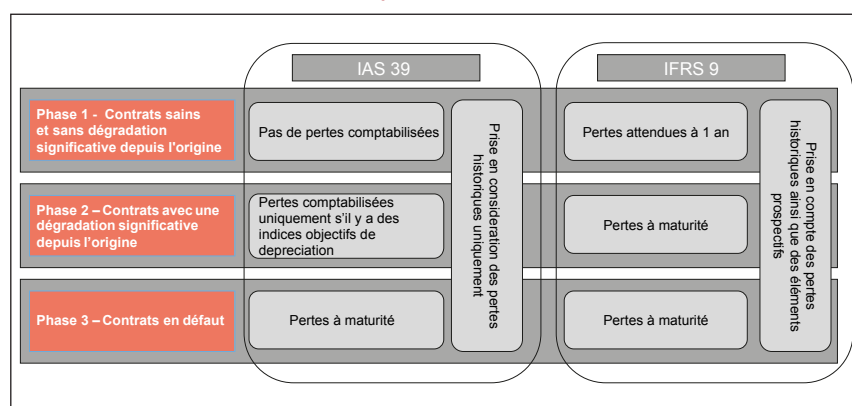 IAS 39
IFRS 9
Phase 1 - Contrats sains
et sans dégradation
significative depuis l'origine
Pas de pertes comptabilisées
Pertes attendues à 1 an
Phase 2 – Contrats avec une
dégradation significative
depuis l'origine
Pertes comptabilisées
uniquement s'il y a des
indices objectifs de
depreciation
Pertes à maturité
Phase 3 – Contrats en défaut
Pertes à maturité
Pertes à maturité
Prise en consideration des pertes
historiques uniquement
Prise en compte des pertes
historiques ainsi que des éléments
prospectifs